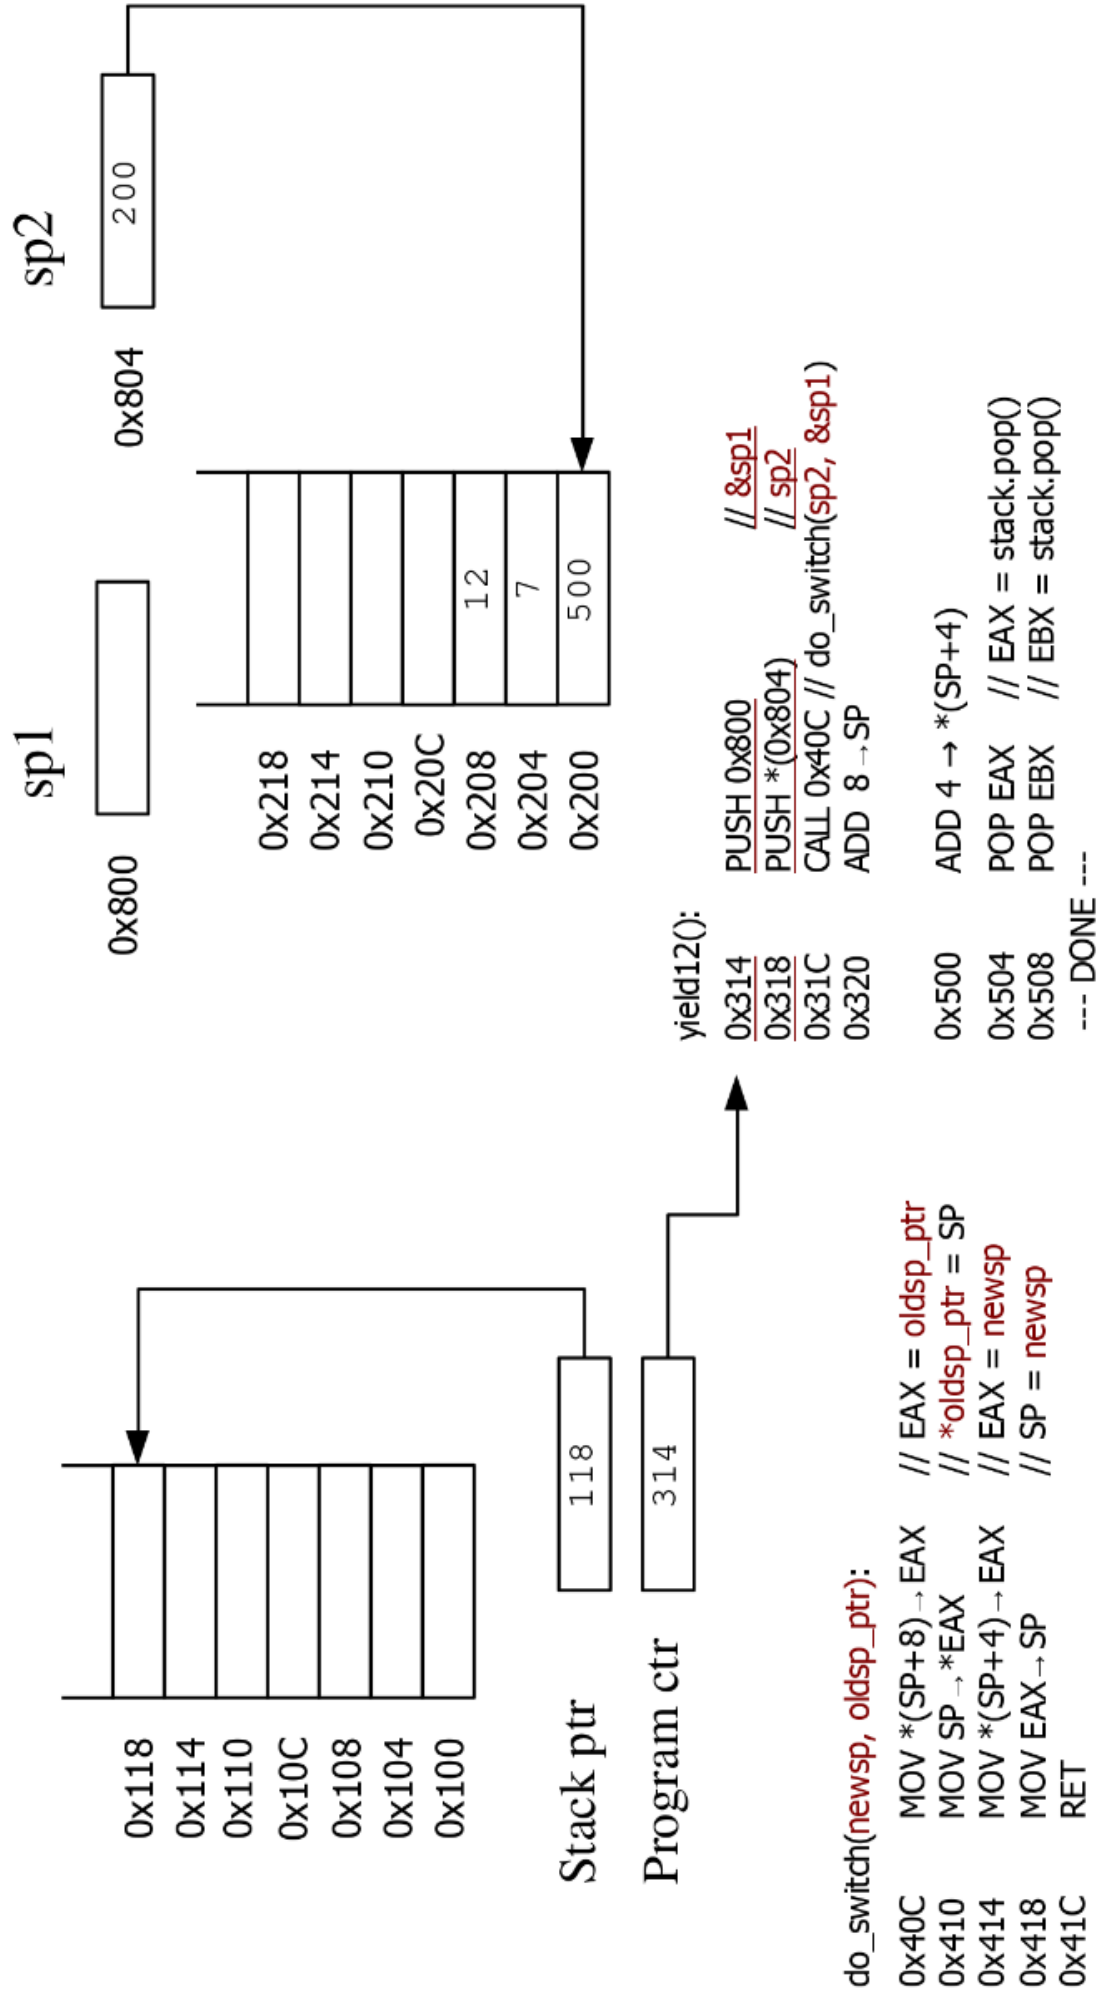 sp1
sp2
0x800
0x804
200
0x118
0x114
0x110
0x10C
0x108
0x104
0x100
0x218
0x214
0x210
0x20C
0x208 12
0x204 7
0x200 500
Stack ptr 118
Program ctr 314
yield12():
0x314 PUSH 0x800 // &sp1
0x318 PUSH *(0x804) // sp2
0x31C CALL 0x40C // do_switch(sp2, &sp1)
0x320 ADD 8→SP
0x500 ADD 4 → *(SP+4)
0x504 POP EAX // EAX = stack.pop()
0x508 POP EBX // EBX = stack.pop()
--- DONE ---
do_switch(newsp, oldsp_ptr):
0x40C MOV *(SP+8)→EAX // EAX = oldsp_ptr
0x410 MOV SP→*EAX // *oldsp_ptr = SP
0x414 MOV *(SP+4)→EAX // EAX = newsp
0x418 MOV EAX→SP // SP = newsp
0x41C RET